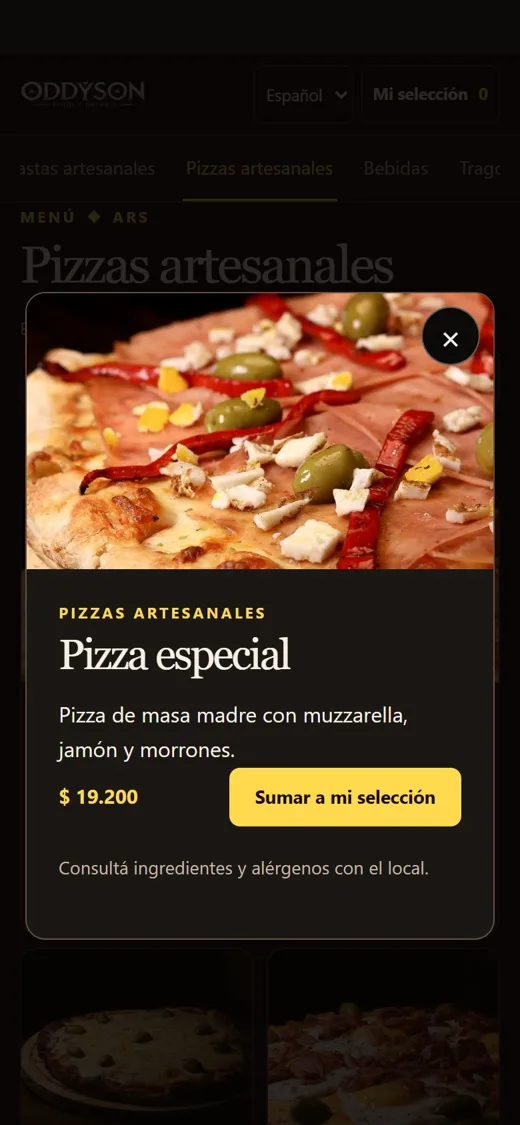 ODDYSON
Español
Mi selección 0
astas artesanales
Pizzas artesanales
Bebidas
Trago
MENÚ ◆ ARS
Pizzas artesanales
×
PIZZAS ARTESANALES
Pizza especial
Pizza de masa madre con muzzarella,
jamón y morrones.
$ 19.200
Sumar a mi selección
Consultá ingredientes y alérgenos con el local.